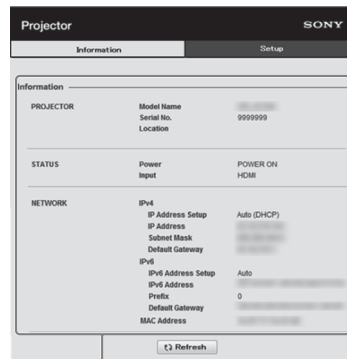 Projector SONY
Information Setup
Information
PROJECTOR Model Name
Serial No. 9999999
Location
STATUS Power POWER ON
Input HDMI
NETWORK IPv4
IP Address Setup Auto (DHCP)
IP Address
Subnet Mask
Default Gateway
IPv6
IPv6 Address Setup Auto
IPv6 Address
Prefix 0
Default Gateway
MAC Address
Refresh